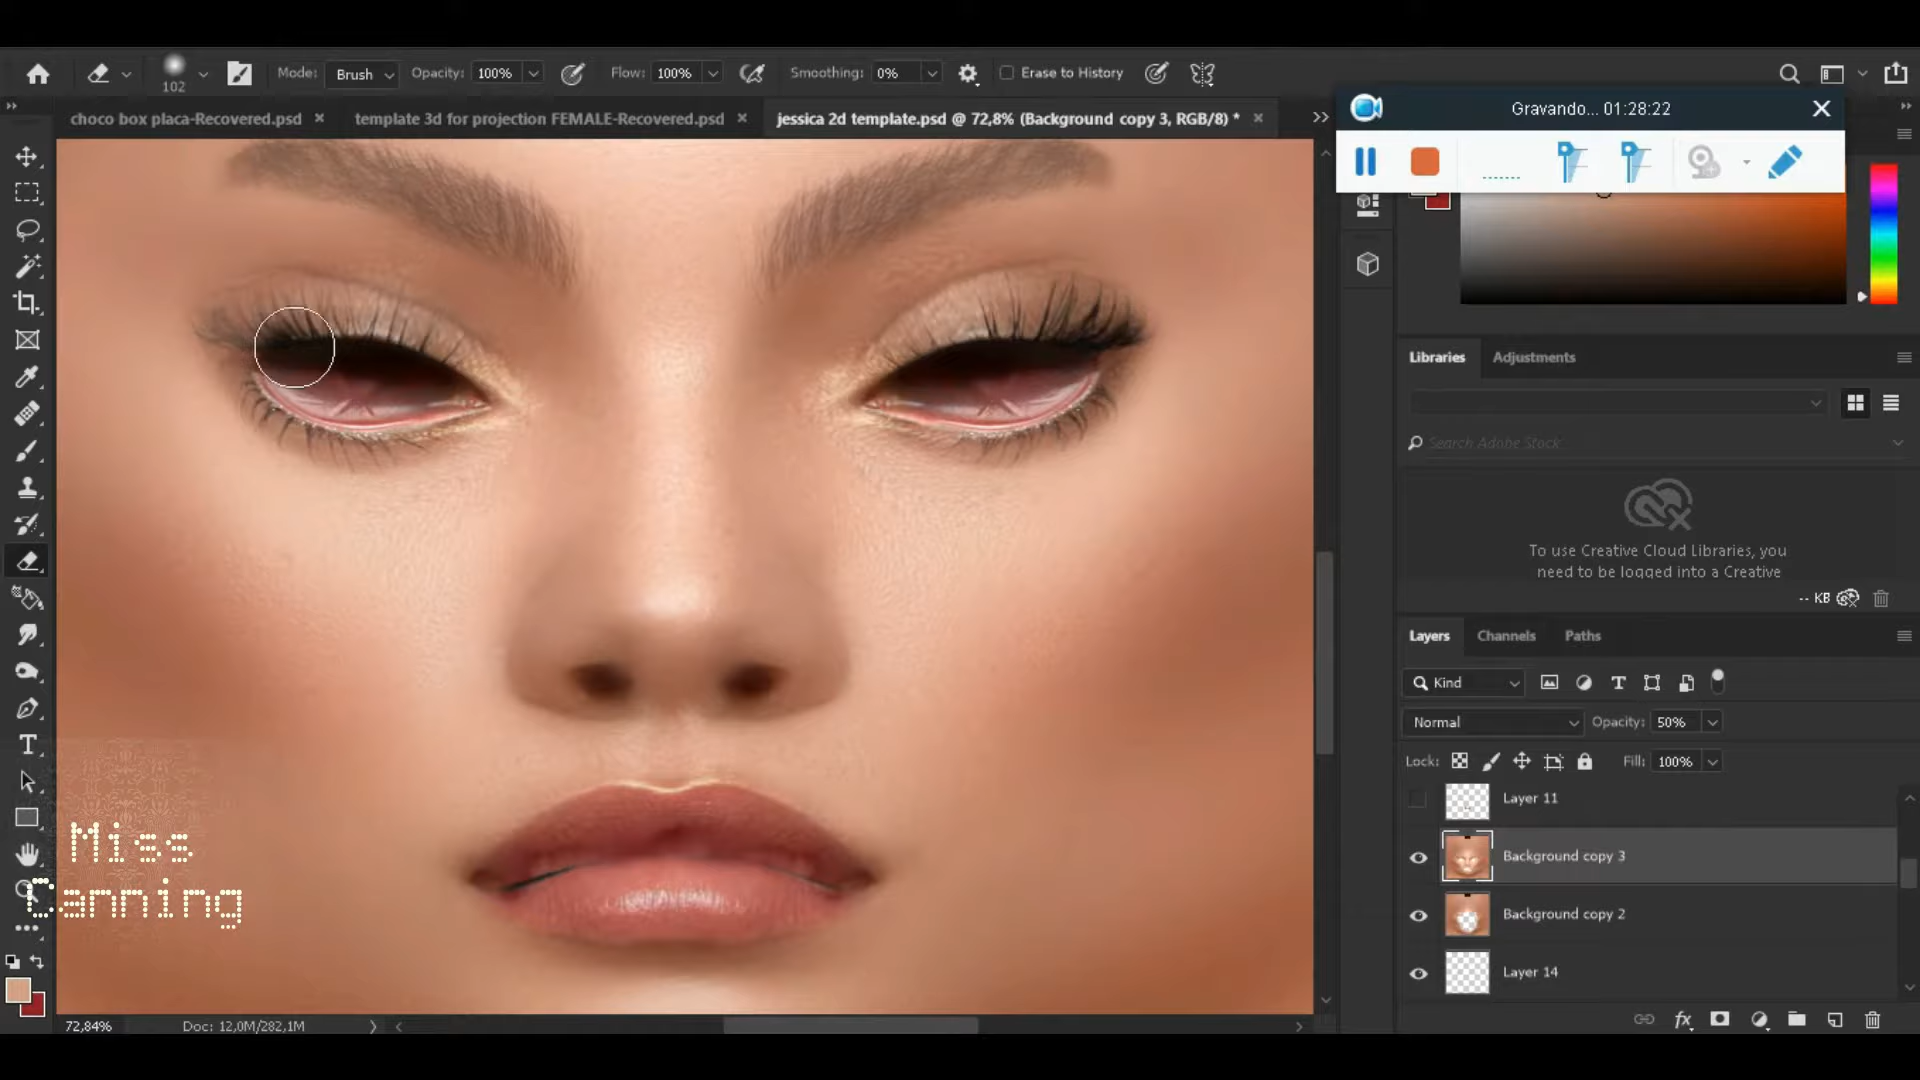 102
Mode: Brush
Opacity: 100%
Flow: 100%
Smoothing: 0%
Erase to History
choco box placa-Recovered.psd
template 3d for projection FEMALE-Recovered.psd
jessica 2d template.psd @ 72,8% (Background copy 3, RGB/8) *
Gravando... 01:28:22
Libraries
Adjustments
Search Adobe Stock
To use Creative Cloud Libraries, you
need to be logged into a Creative
-- KB
Layers
Channels
Paths
Kind
Normal
Opacity: 50%
Lock:
Fill: 100%
Layer 11
Background copy 3
Background copy 2
Layer 14
Miss
Canning
72,84%
Doc: 12,0M/282,1M